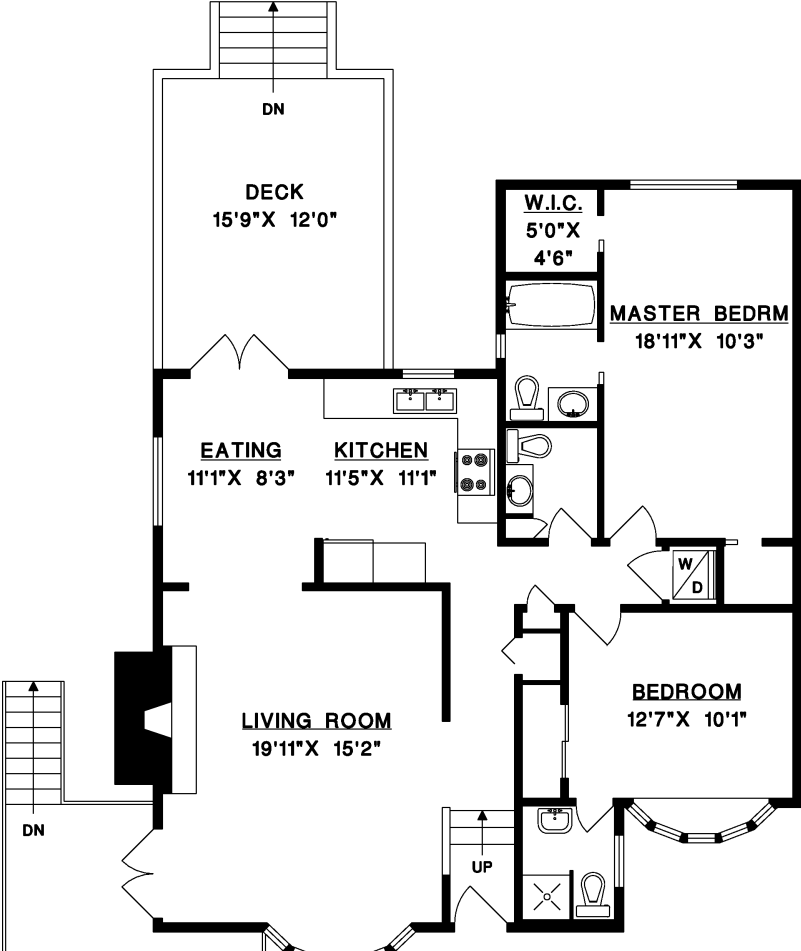 DN
DECK
15'9"X 12'0"
W.I.C.
5'0"X
4'6"
MASTER BEDRM
18'11"X 10'3"
EATING
11'1"X 8'3"
KITCHEN
11'5"X 11'1"
W
D
BEDROOM
12'7"X 10'1"
LIVING ROOM
19'11"X 15'2"
DN
UP